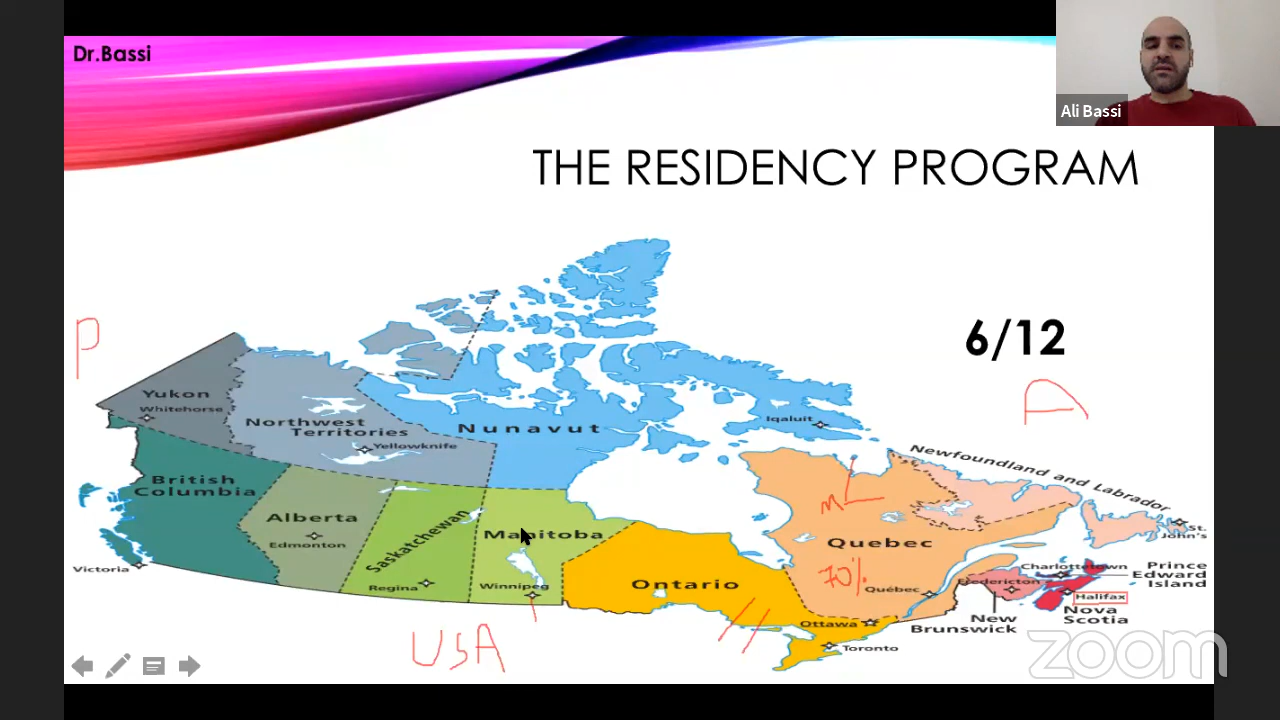 Dr.Bassi
Ali Bassi
THE RESIDENCY PROGRAM
6/12
P
A
Yukon
Whitehorse
Northwest
Territories
Yellowknife
Nunavut
Iqaluit
Newfoundland and Labrador
St.
John's
British
Columbia
Victoria
Alberta
Edmonton
Saskatchewan
Regina
Manitoba
Winnipeg
Ontario
Ottawa
Toronto
mL
Quebec
70%
Québec
Charlottetown
Prince
Edward
Island
Fredericton
Halifax
New
Brunswick
Nova
Scotia
USA
zoom